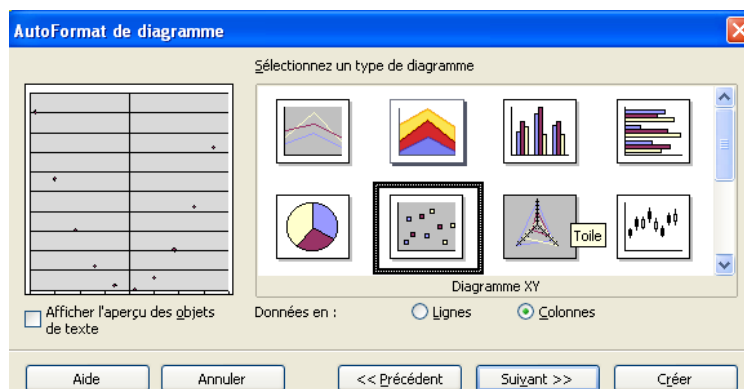 AutoFormat de diagramme
Sélectionnez un type de diagramme
Toile
Diagramme XY
Afficher l'aperçu des objets
de texte
Données en :
Lignes
Colonnes
Aide
Annuler
<< Précédent
Suivant >>
Créer